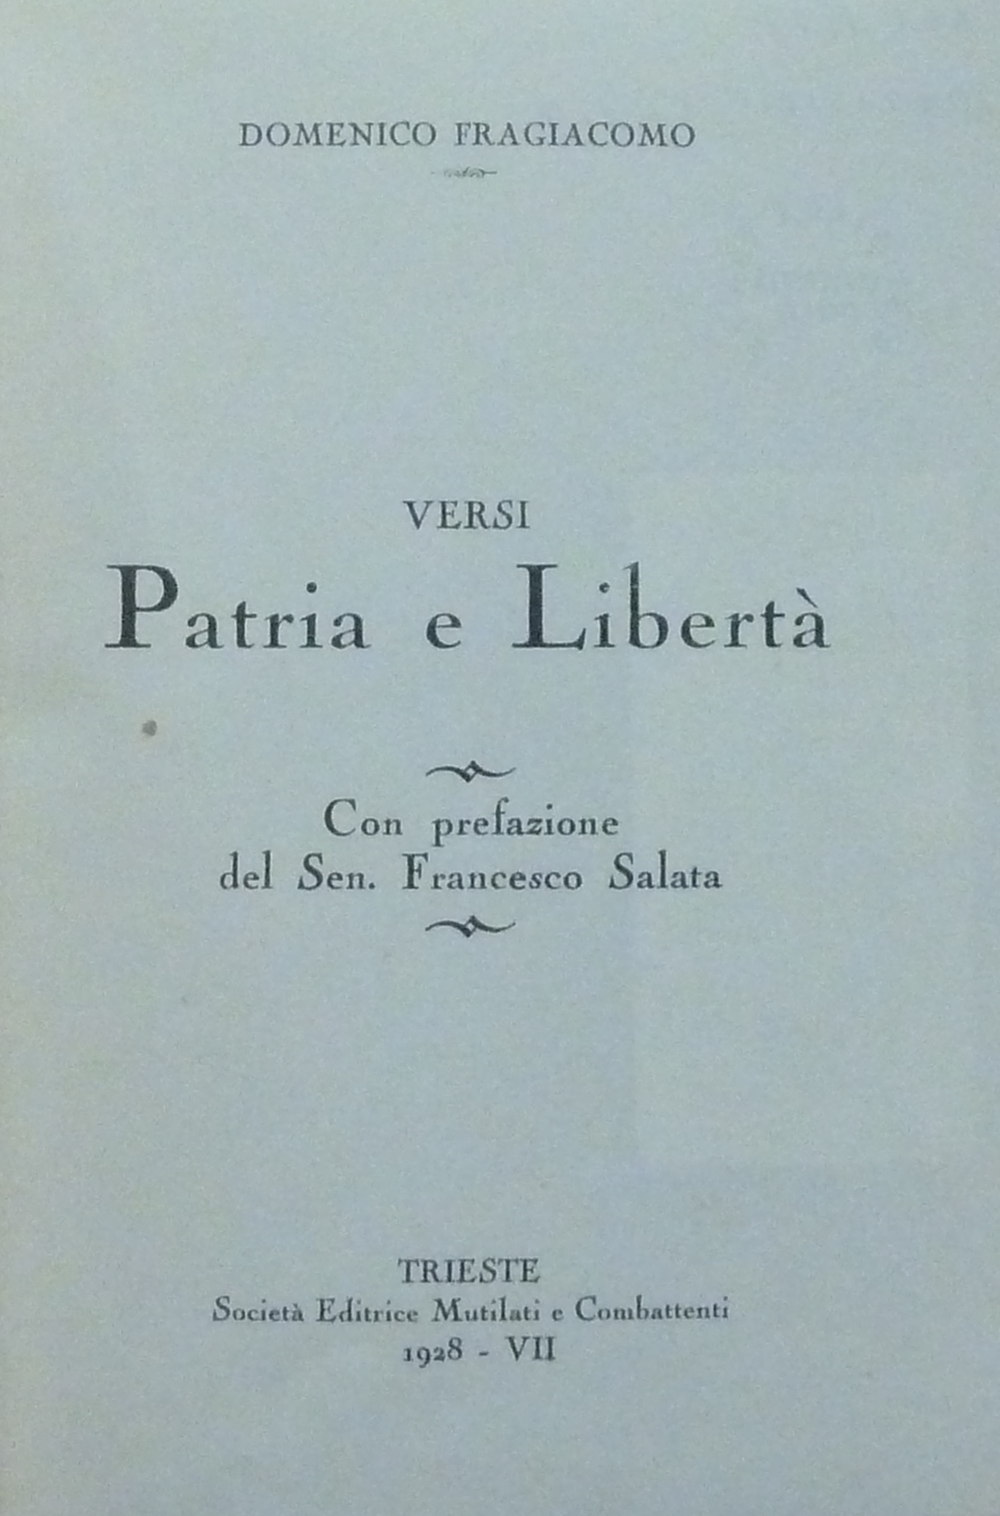 DOMENICO FRAGIACOMO
VERSI
Patria e Libertà
Con prefazione
del Sen. Francesco Salata
TRIESTE
Società Editrice Mutilati e Combattenti
1928 - VII